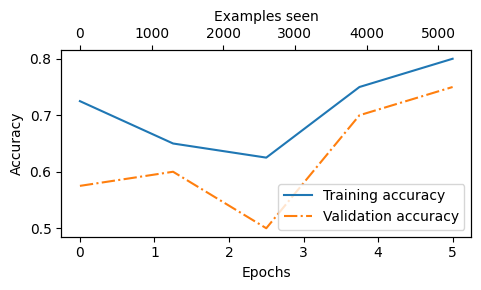 Examples seen
0 1000 2000 3000 4000 5000
0.8
0.7
0.6
0.5
Accuracy
Training accuracy
Validation accuracy
0 1 2 3 4 5
Epochs